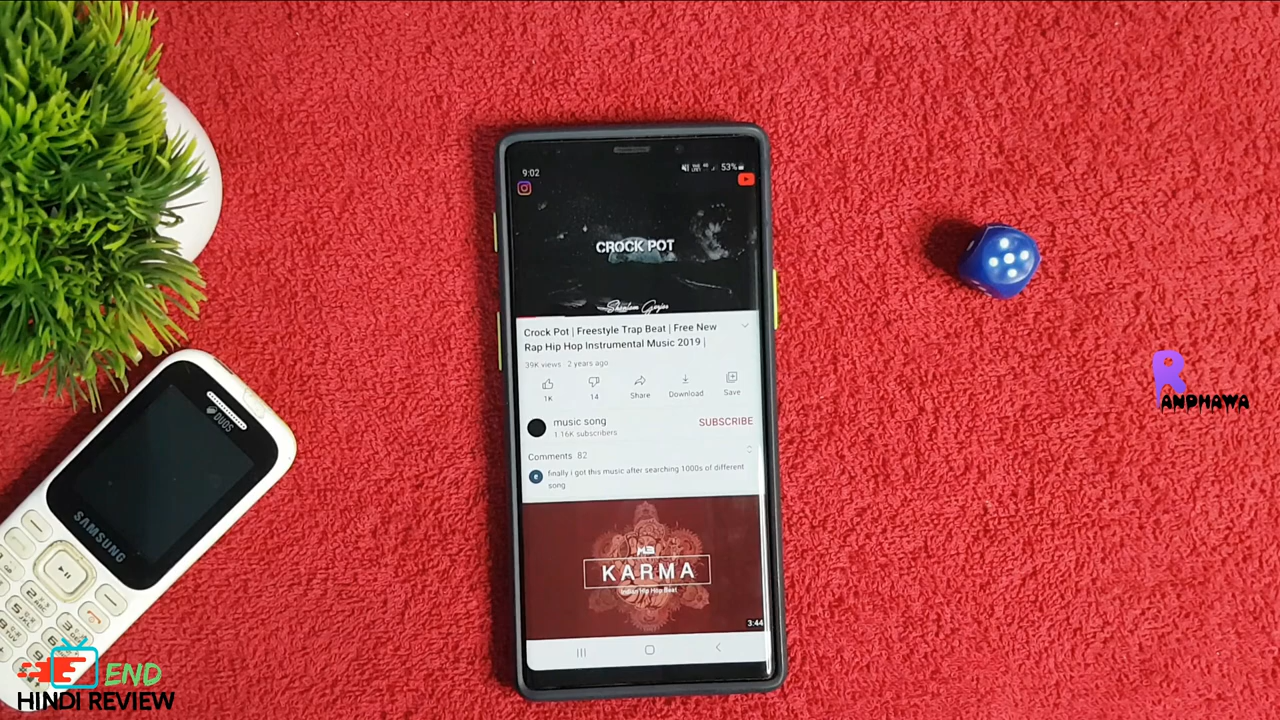 9:02
53%
CROCK POT
Crock Pot | Freestyle Trap Beat | Free New
Rap Hip Hop Instrumental Music 2019 |
39K views · 2 years ago
1K
14
Share
Download
Save
music song
1.16K subscribers
SUBSCRIBE
Comments 82
e
finally i got this music after searching 1000s of different
song
KARMA
Indian Hip Hop Beat
3:44
DUOS
SAMSUNG
RANDHAWA
END
HINDI REVIEW